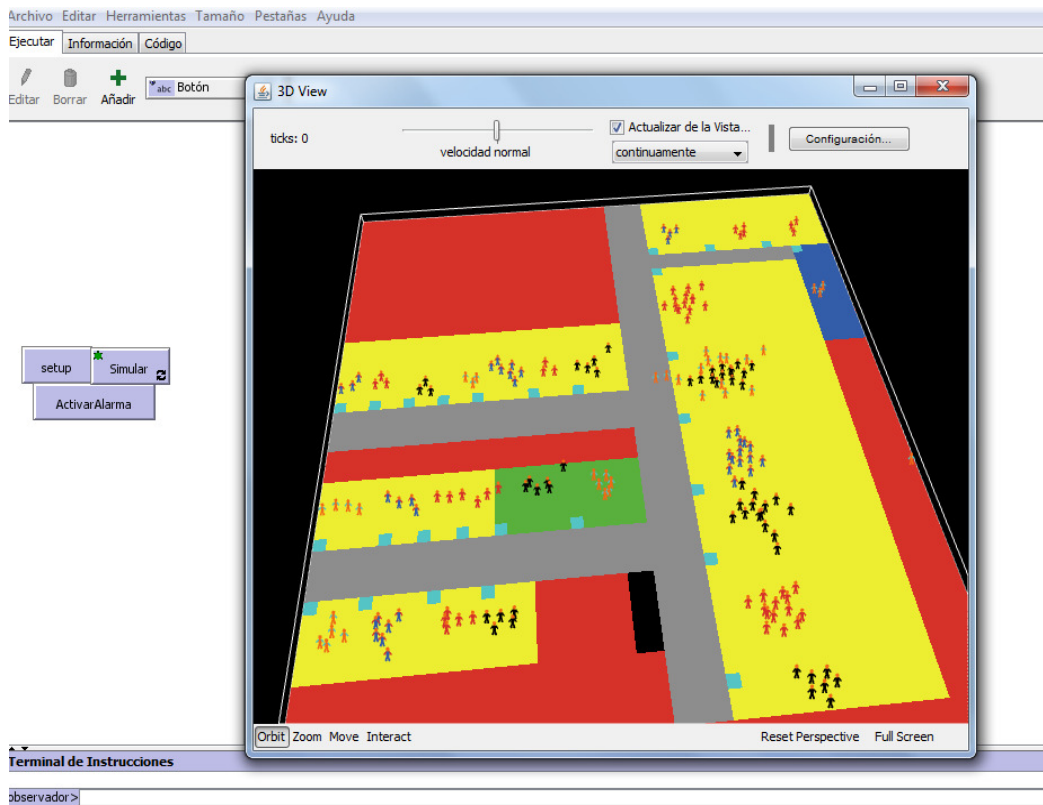 Archivo Editar Herramientas Tamaño Pestañas Ayuda
Ejecutar Información Código
Editar Borrar Añadir abc Botón
3D View
ticks: 0
velocidad normal
Actualizar de la Vista...
continuamente
Configuración...
setup Simular
ActivarAlarma
Orbit Zoom Move Interact Reset Perspective Full Screen
Terminal de Instrucciones
observador>